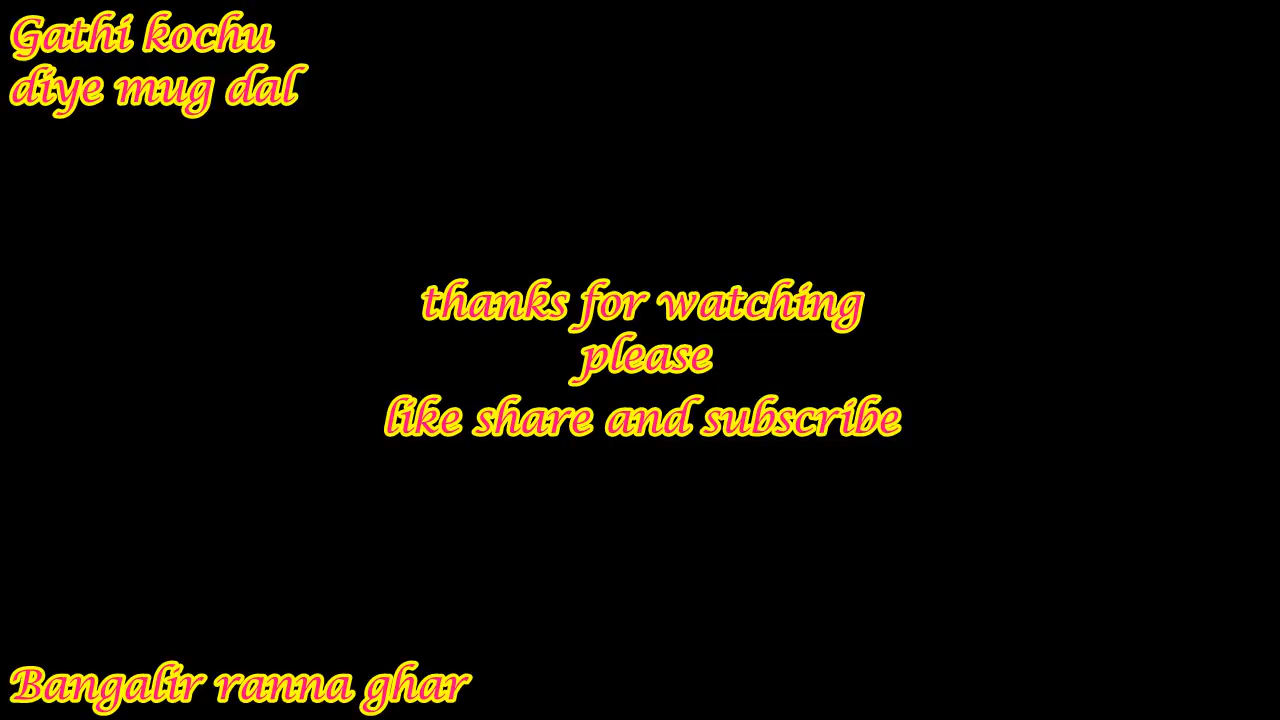 Gathi kochu
diye mug dal
thanks for watching
please
like share and subscribe
Bangalir ranna ghar